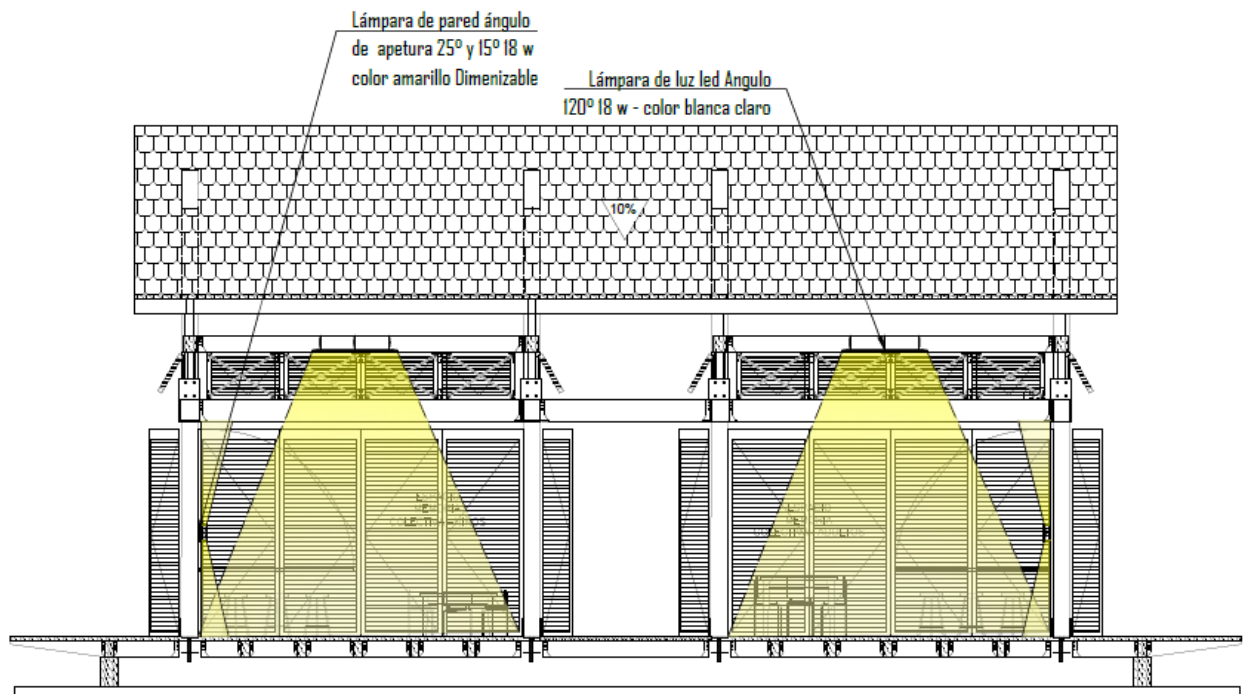 Lámpara de pared ángulo
de apetura 25º y 15º 18 w
color amarillo Dimenizable
Lámpara de luz led Angulo
120º 18 w - color blanca claro
10%